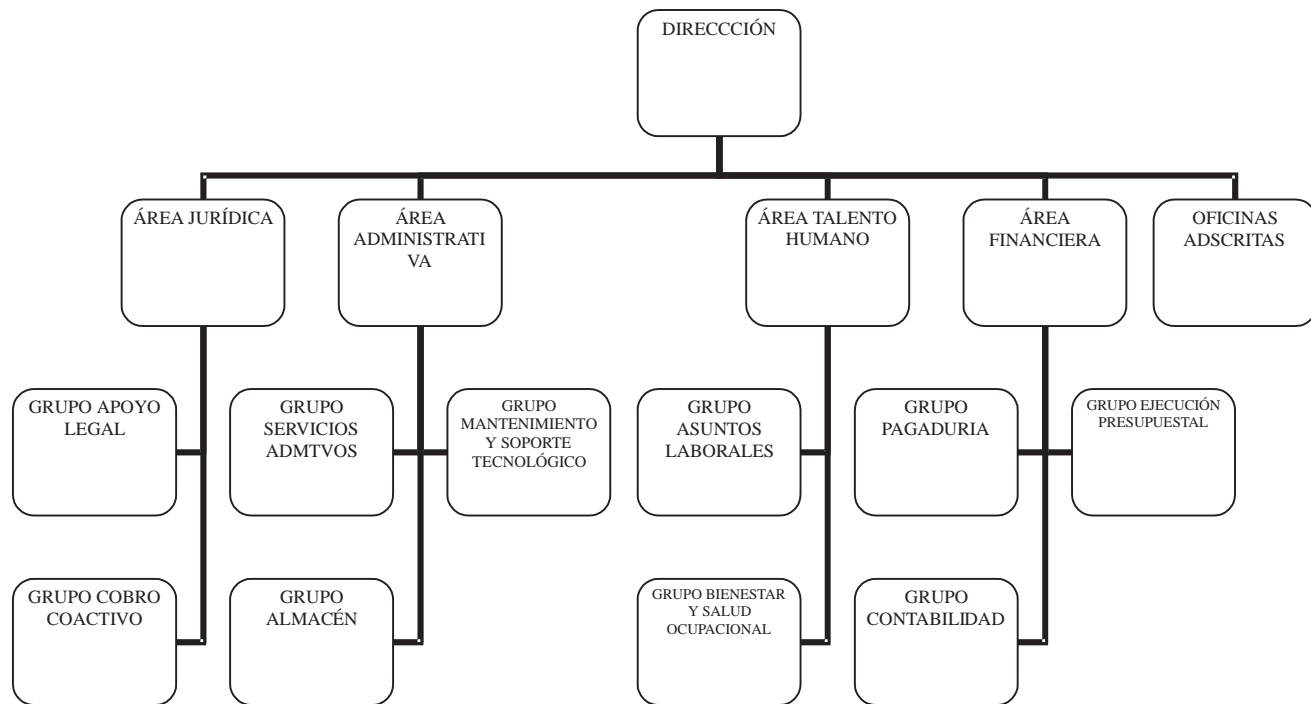 DIRECCCIÓN
ÁREA JURÍDICA
ÁREA
ADMINISTRATI
VA
ÁREA TALENTO
HUMANO
ÁREA
FINANCIERA
OFICINAS
ADSCRITAS
GRUPO APOYO
LEGAL
GRUPO
SERVICIOS
ADMTVOS
GRUPO
MANTENIMIENTO
Y SOPORTE
TECNOLÓGICO
GRUPO
ASUNTOS
LABORALES
GRUPO
PAGADURIA
GRUPO EJECUCIÓN
PRESUPUESTAL
GRUPO COBRO
COACTIVO
GRUPO
ALMACÉN
GRUPO BIENESTAR
Y SALUD
OCUPACIONAL
GRUPO
CONTABILIDAD